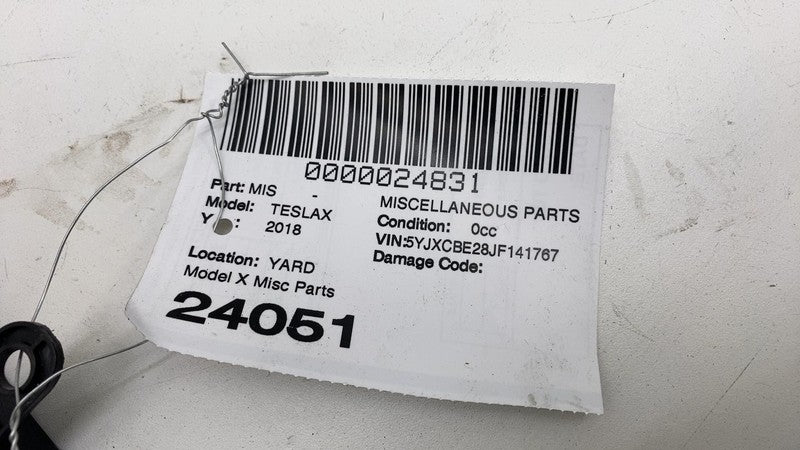 0000024831
Part: MIS - MISCELLANEOUS PARTS
Model: TESLAX Condition: 0cc
Y : 2018 VIN:5YJXCBE28JF141767
Location: YARD Damage Code:
Model X Misc Parts
24051